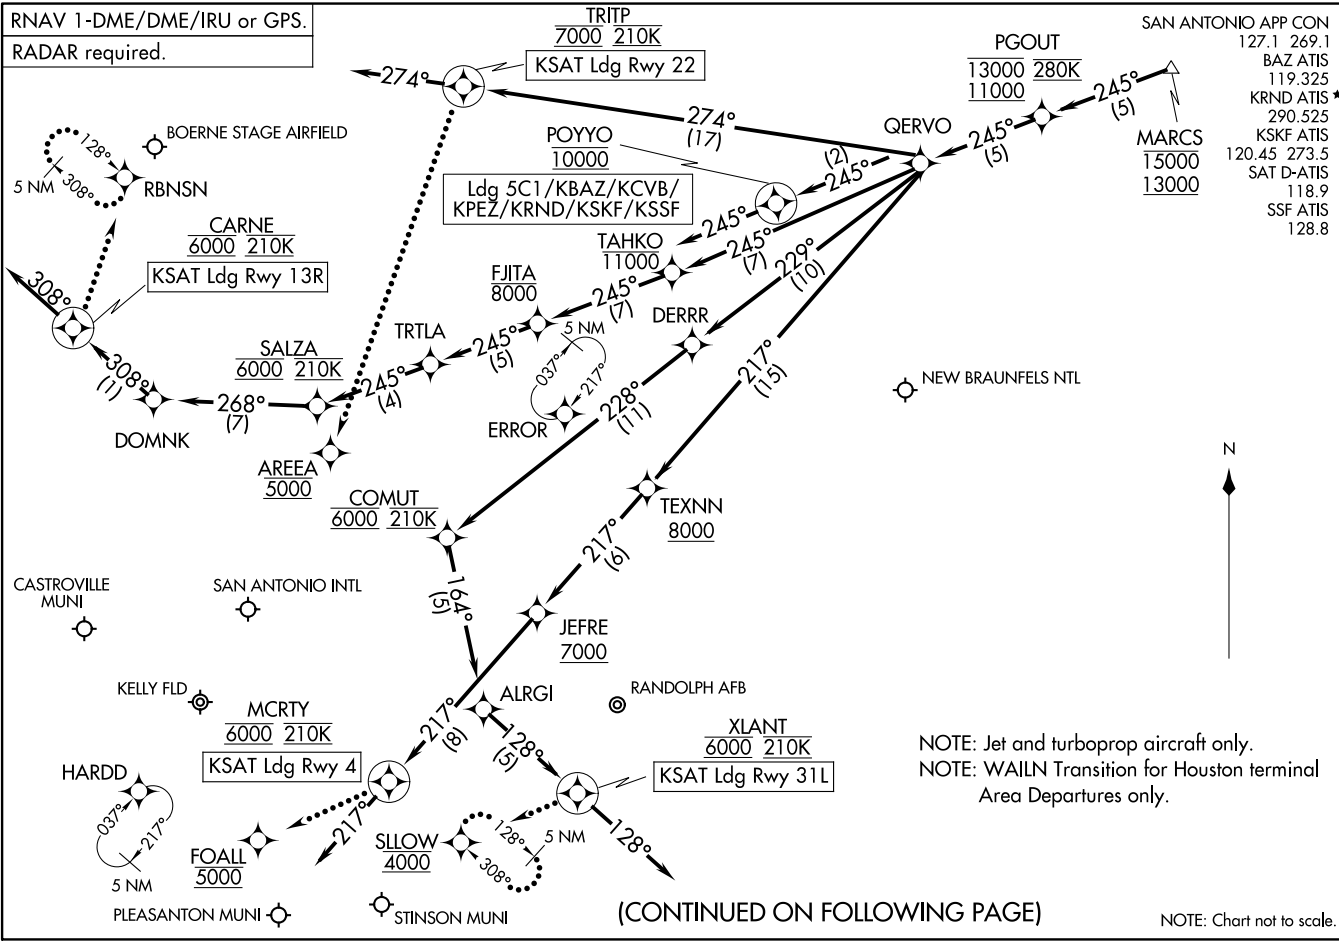 RNAV 1-DME/DME/IRU or GPS.
RADAR required.
TRITP
7000 210K
KSAT Ldg Rwy 22
274°
274°
(17)
PGOUT
13000 280K
11000
SAN ANTONIO APP CON
127.1 269.1
BAZ ATIS
119.325
KRND ATIS ★
290.525
KSKF ATIS
120.45 273.5
SAT D-ATIS
118.9
SSF ATIS
128.8
245°
(5)
MARCS
15000
13000
245°
(5)
QERVO
POYYO
10000
Ldg 5C1/KBAZ/KCVB/
KPEZ/KRND/KSKF/KSSF
(2)
245°
245°
BOERNE STAGE AIRFIELD
128°
308°
5 NM
RBNSN
CARNE
6000 210K
KSAT Ldg Rwy 13R
308°
308°
(1)
DOMNK
268°
(7)
SALZA
6000 210K
245°
(4)
TRTLA
245°
(5)
FJITA
8000
245°
(7)
TAHKO
11000
245°
(7)
229°
(10)
DERRR
217°
(15)
5 NM
037°
217°
ERROR
228°
(11)
NEW BRAUNFELS NTL
AREEA
5000
COMUT
6000 210K
TEXNN
8000
217°
(6)
N
CASTROVILLE
MUNI
SAN ANTONIO INTL
164°
(5)
JEFRE
7000
KELLY FLD
MCRTY
6000 210K
KSAT Ldg Rwy 4
217°
(8)
ALRGI
RANDOLPH AFB
128°
(5)
XLANT
6000 210K
KSAT Ldg Rwy 31L
NOTE: Jet and turboprop aircraft only.
NOTE: WAILN Transition for Houston terminal
Area Departures only.
HARDD
037°
217°
5 NM
217°
FOALL
5000
SLLOW
4000
128°
308°
5 NM
128°
PLEASANTON MUNI
STINSON MUNI
(CONTINUED ON FOLLOWING PAGE)
NOTE: Chart not to scale.